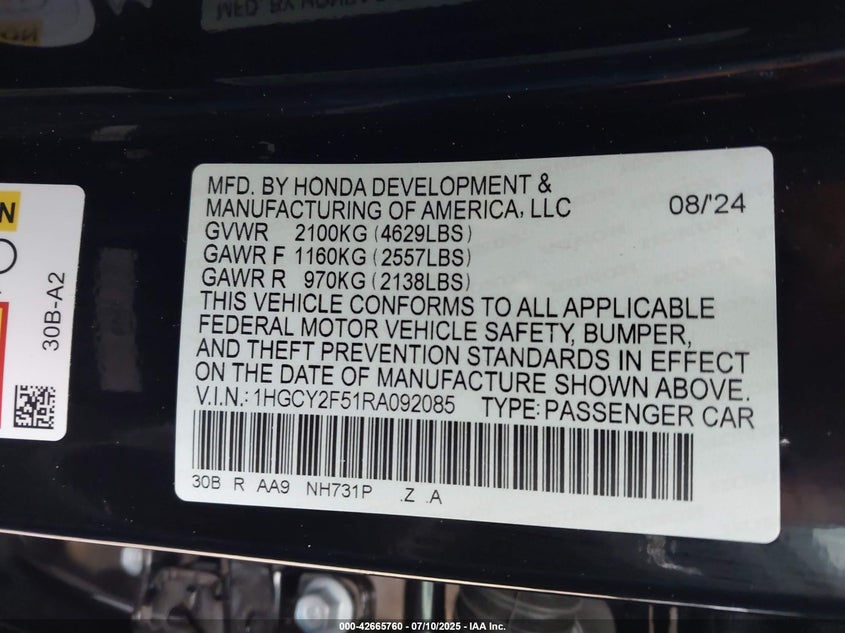 MFD. BY HONDA DEVELOPMENT &
MANUFACTURING OF AMERICA, LLC 08/'24
GVWR 2100KG (4629LBS)
GAWR F 1160KG (2557LBS)
GAWR R 970KG (2138LBS)
THIS VEHICLE CONFORMS TO ALL APPLICABLE
FEDERAL MOTOR VEHICLE SAFETY, BUMPER,
AND THEFT PREVENTION STANDARDS IN EFFECT
ON THE DATE OF MANUFACTURE SHOWN ABOVE.
V.I.N.: 1HGCY2F51RA092085 TYPE: PASSENGER CAR
30B R AA9 NH731P .Z .A
30B-A2
N
000-42665760 - 07/10/2025 - IAA Inc.